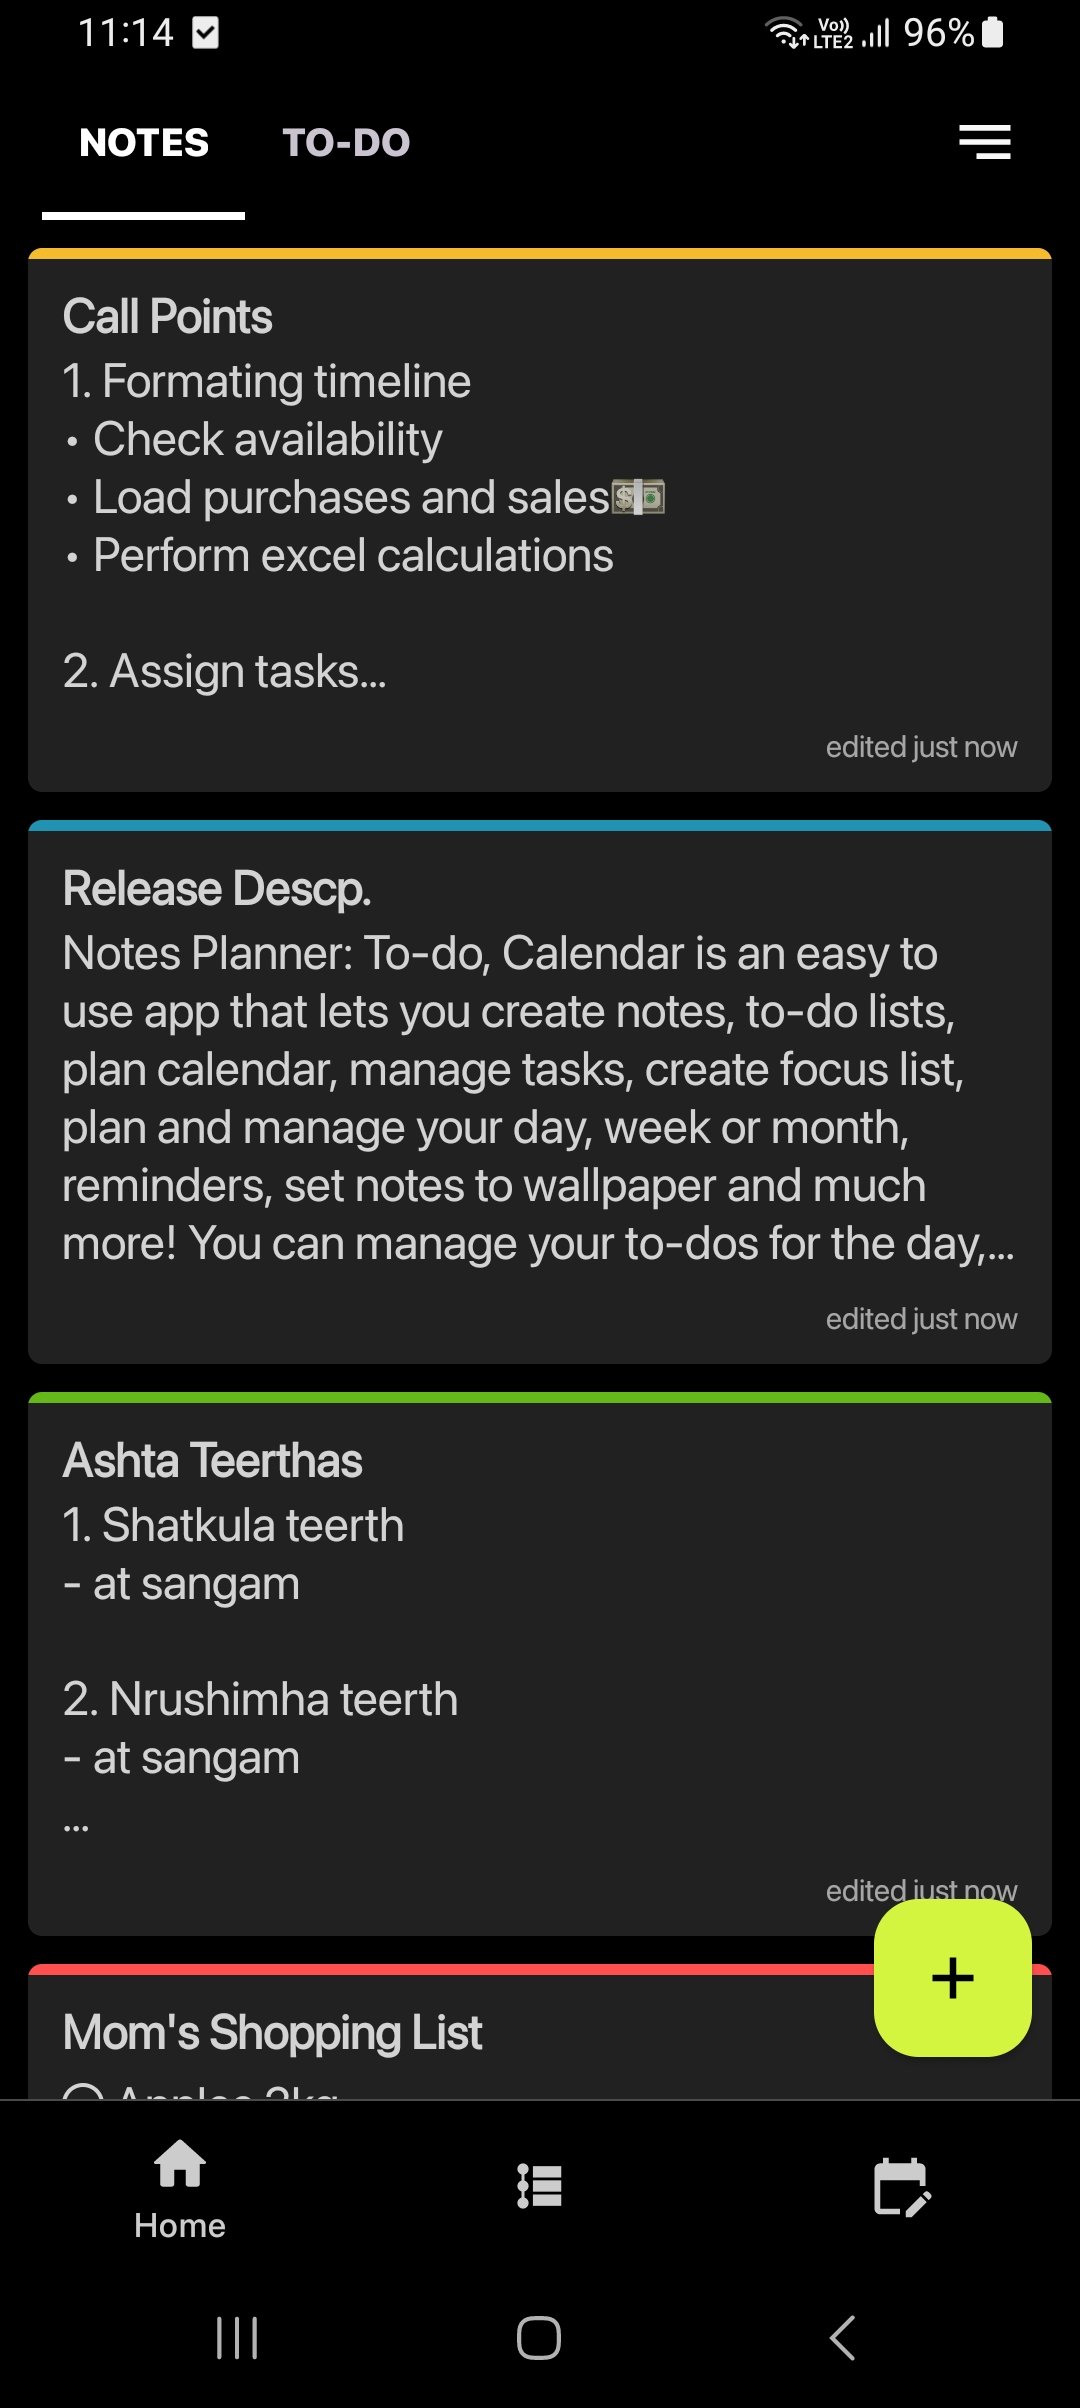 11:14
Vo))
LTE2
96%
NOTES
TO-DO
Call Points
1. Formating timeline
• Check availability
• Load purchases and sales💵
• Perform excel calculations
2. Assign tasks...
edited just now
Release Descp.
Notes Planner: To-do, Calendar is an easy to
use app that lets you create notes, to-do lists,
plan calendar, manage tasks, create focus list,
plan and manage your day, week or month,
reminders, set notes to wallpaper and much
more! You can manage your to-dos for the day,...
edited just now
Ashta Teerthas
1. Shatkula teerth
- at sangam
2. Nrushimha teerth
- at sangam
...
edited just now
Mom's Shopping List
Home